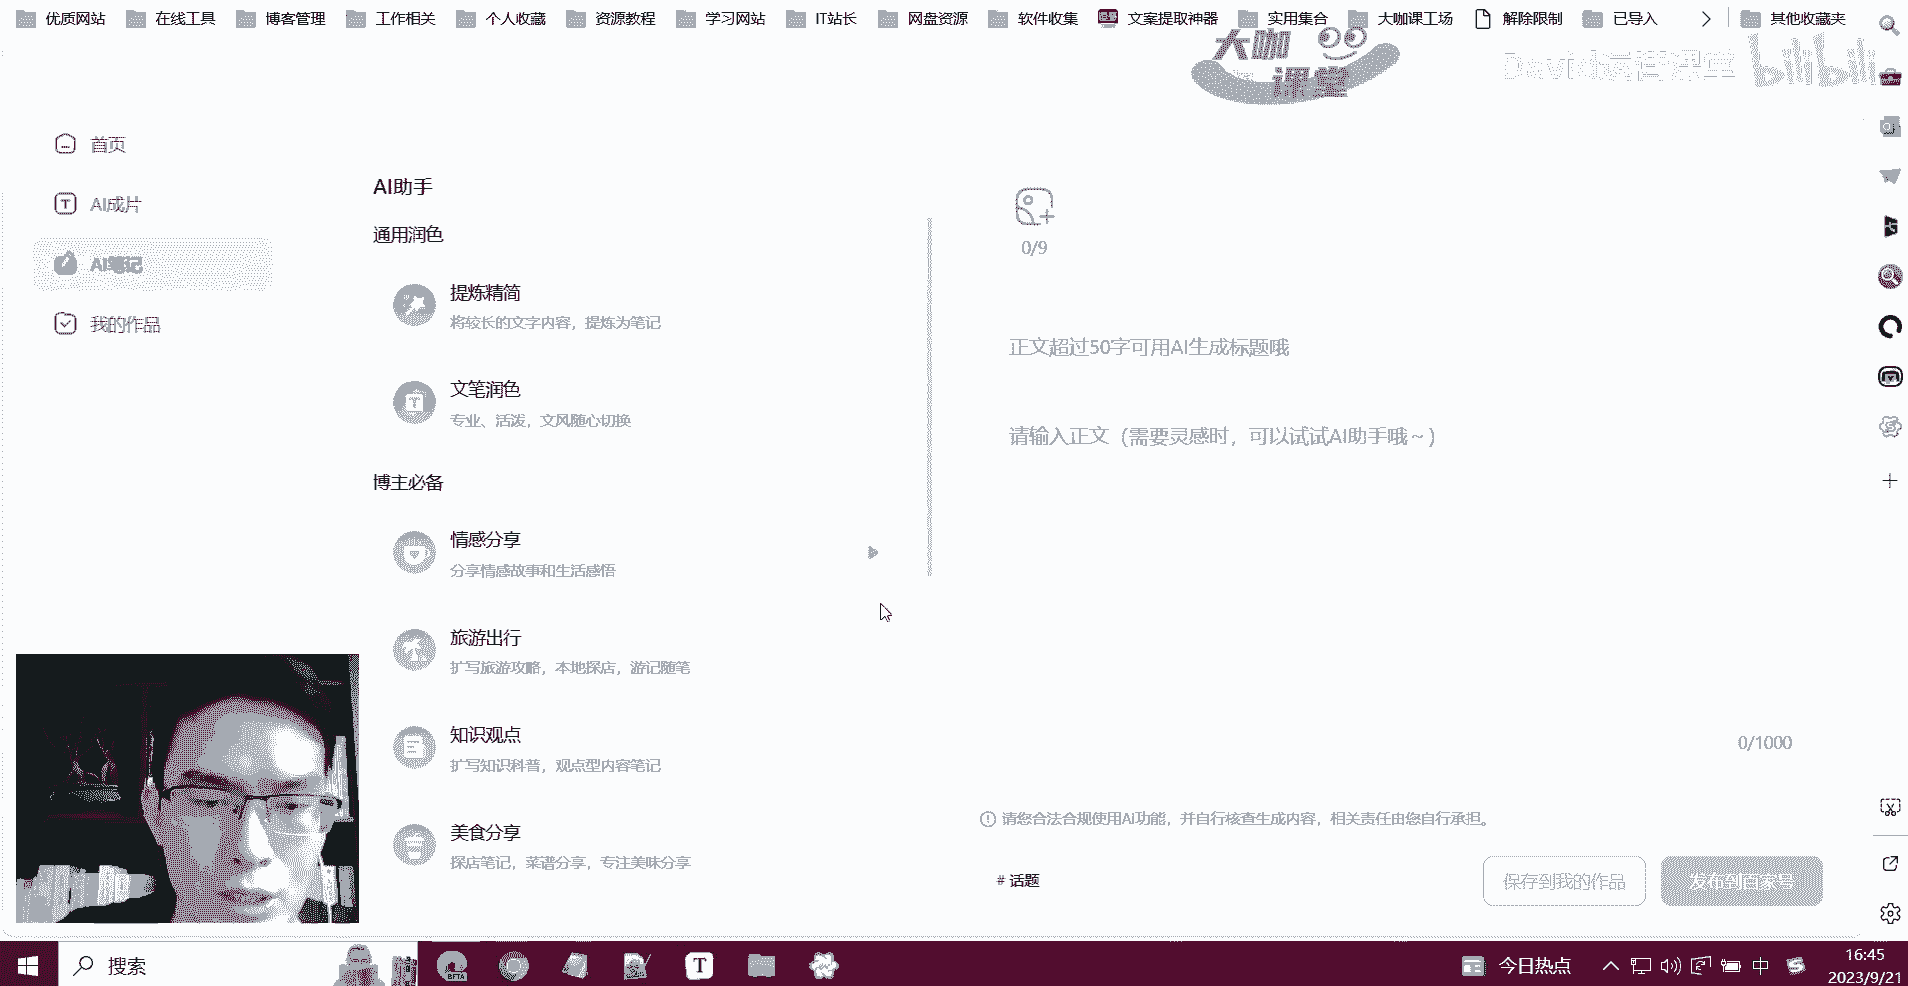 优质网站 在线工具 博客管理 工作相关 个人收藏 资源教程 学习网站 IT站长 网盘资源 软件收集 文案提取神器 实用集合 大咖课工场 解除限制 已导入 其他收藏夹
大咖
课堂
David运营课堂 bilibili
首页
AI成片
AI笔记
我的作品
AI助手
通用润色
提炼精简
将较长的文字内容，提炼为笔记
文笔润色
专业、活泼，文风随心切换
博主必备
情感分享
分享情感故事和生活感悟
旅游出行
扩写旅游攻略，本地探店，游记随笔
知识观点
扩写知识科普，观点型内容笔记
美食分享
探店笔记，菜谱分享，专注美味分享
0/9
正文超过50字可用AI生成标题哦
请输入正文（需要灵感时，可以试试AI助手哦～）
0/1000
请您合法合规使用AI功能，并自行核查生成内容，相关责任由您自行承担。
# 话题
保存到我的作品 发布到百家号
搜索
BETA
T
今日热点
中
16:45
2023/9/21